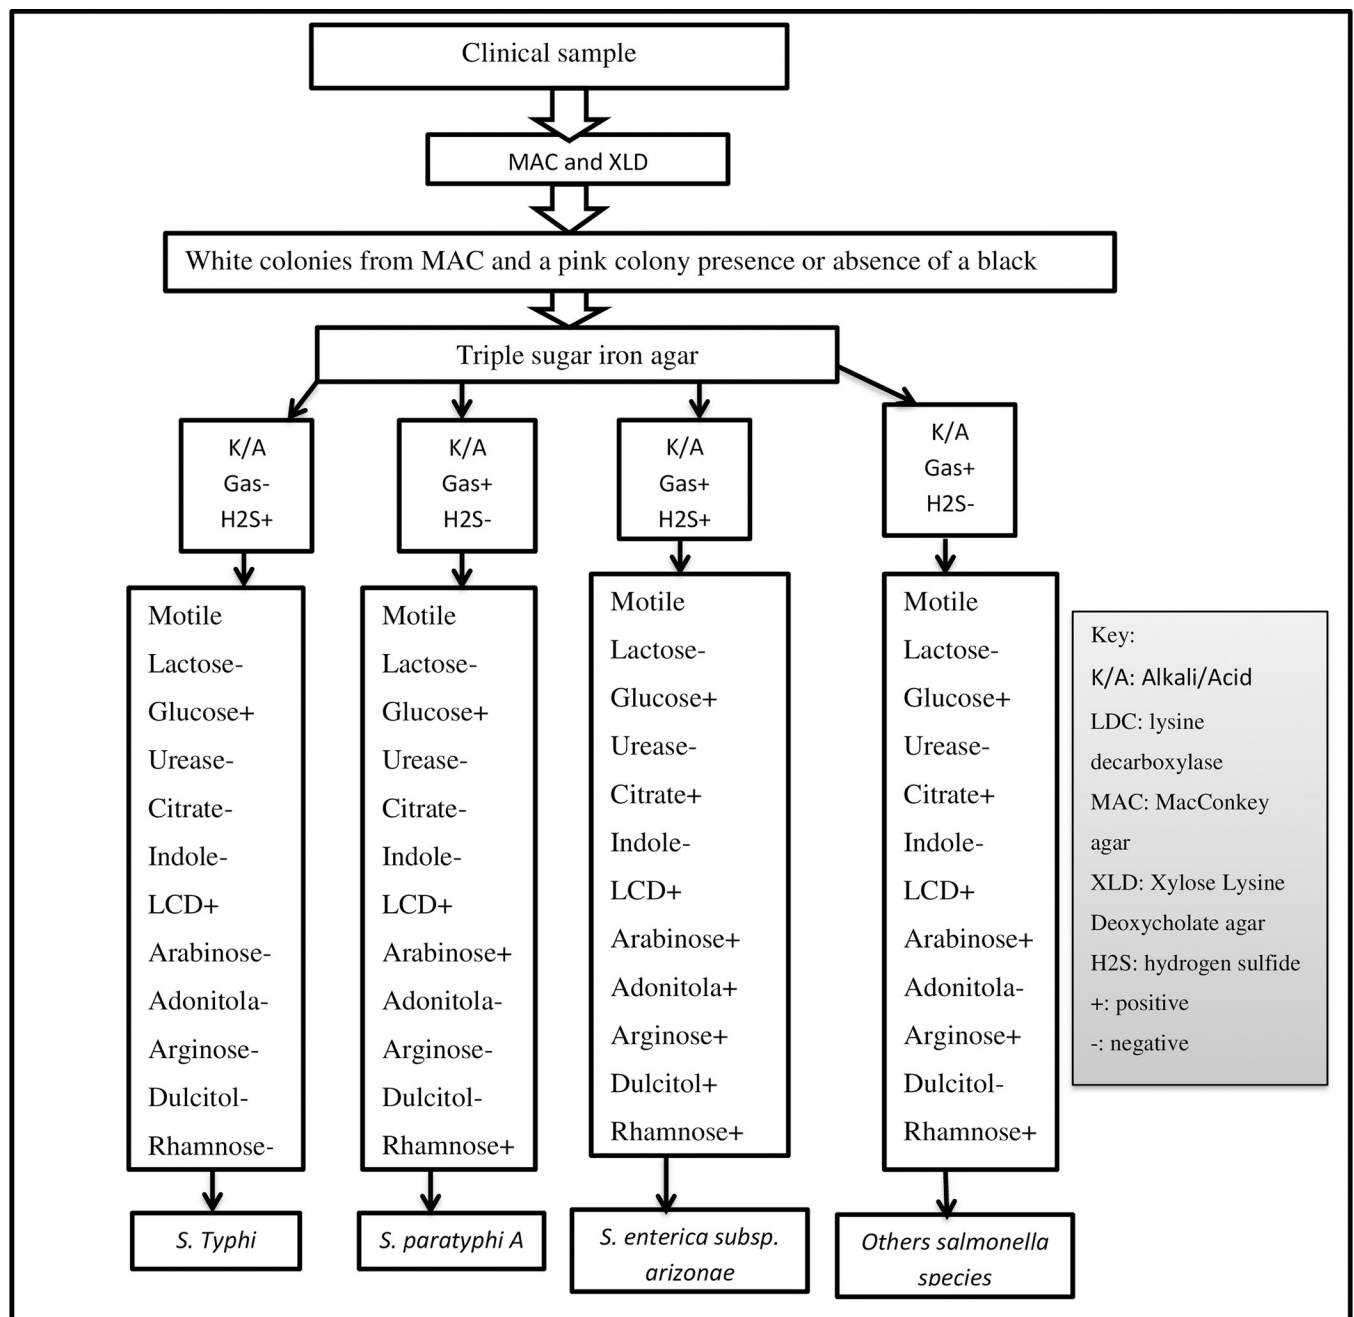 Clinical sample
MAC and XLD
White colonies from MAC and a pink colony presence or absence of a black
Triple sugar iron agar
K/A
Gas-
H2S+
K/A
Gas+
H2S-
K/A
Gas+
H2S+
K/A
Gas+
H2S-
Motile
Lactose-
Glucose+
Urease-
Citrate-
Indole-
LCD+
Arabinose-
Adonitola-
Arginose-
Dulcitol-
Rhamnose-
Motile
Lactose-
Glucose+
Urease-
Citrate-
Indole-
LCD+
Arabinose+
Adonitola-
Arginose-
Dulcitol-
Rhamnose+
Motile
Lactose-
Glucose+
Urease-
Citrate+
Indole-
LCD+
Arabinose+
Adonitola+
Arginose+
Dulcitol+
Rhamnose+
Motile
Lactose-
Glucose+
Urease-
Citrate+
Indole-
LCD+
Arabinose+
Adonitola-
Arginose+
Dulcitol-
Rhamnose+
Key:
K/A: Alkali/Acid
LDC: lysine
decarboxylase
MAC: MacConkey
agar
XLD: Xylose Lysine
Deoxycholate agar
H2S: hydrogen sulfide
+: positive
-: negative
S. Typhi
S. paratyphi A
S. enterica subsp.
arizonae
Others salmonella
species